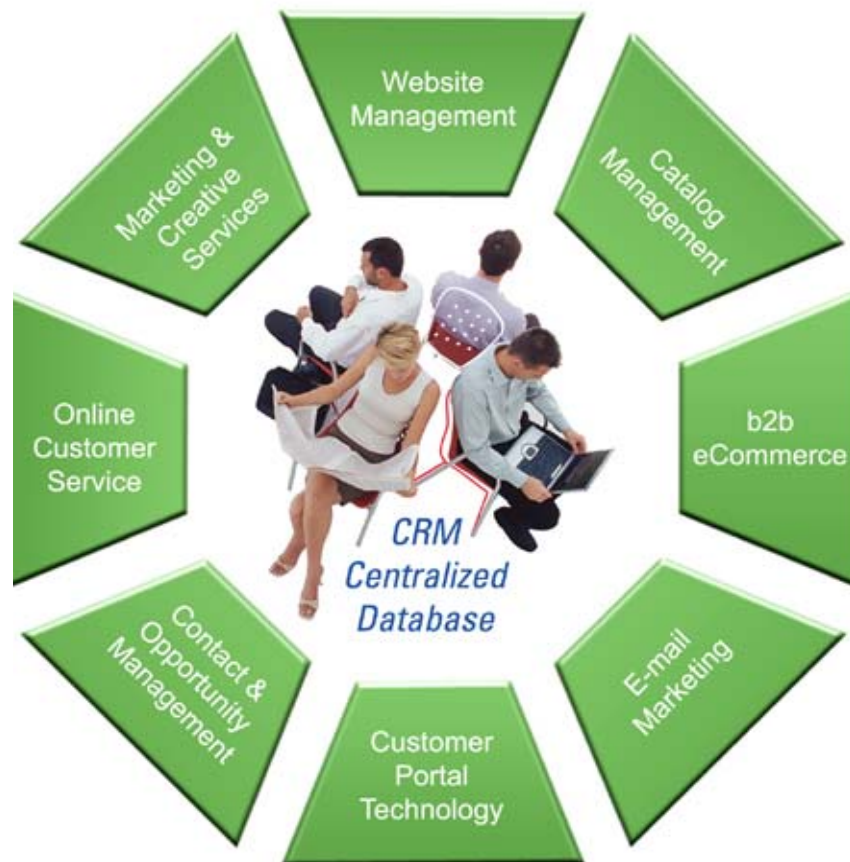 Website
Management
Catalog
Management
b2b
eCommerce
E-mail
Marketing
Customer
Portal
Technology
Contact &
Opportunity
Management
Online
Customer
Service
Marketing &
Creative
Services
CRM
Centralized
Database